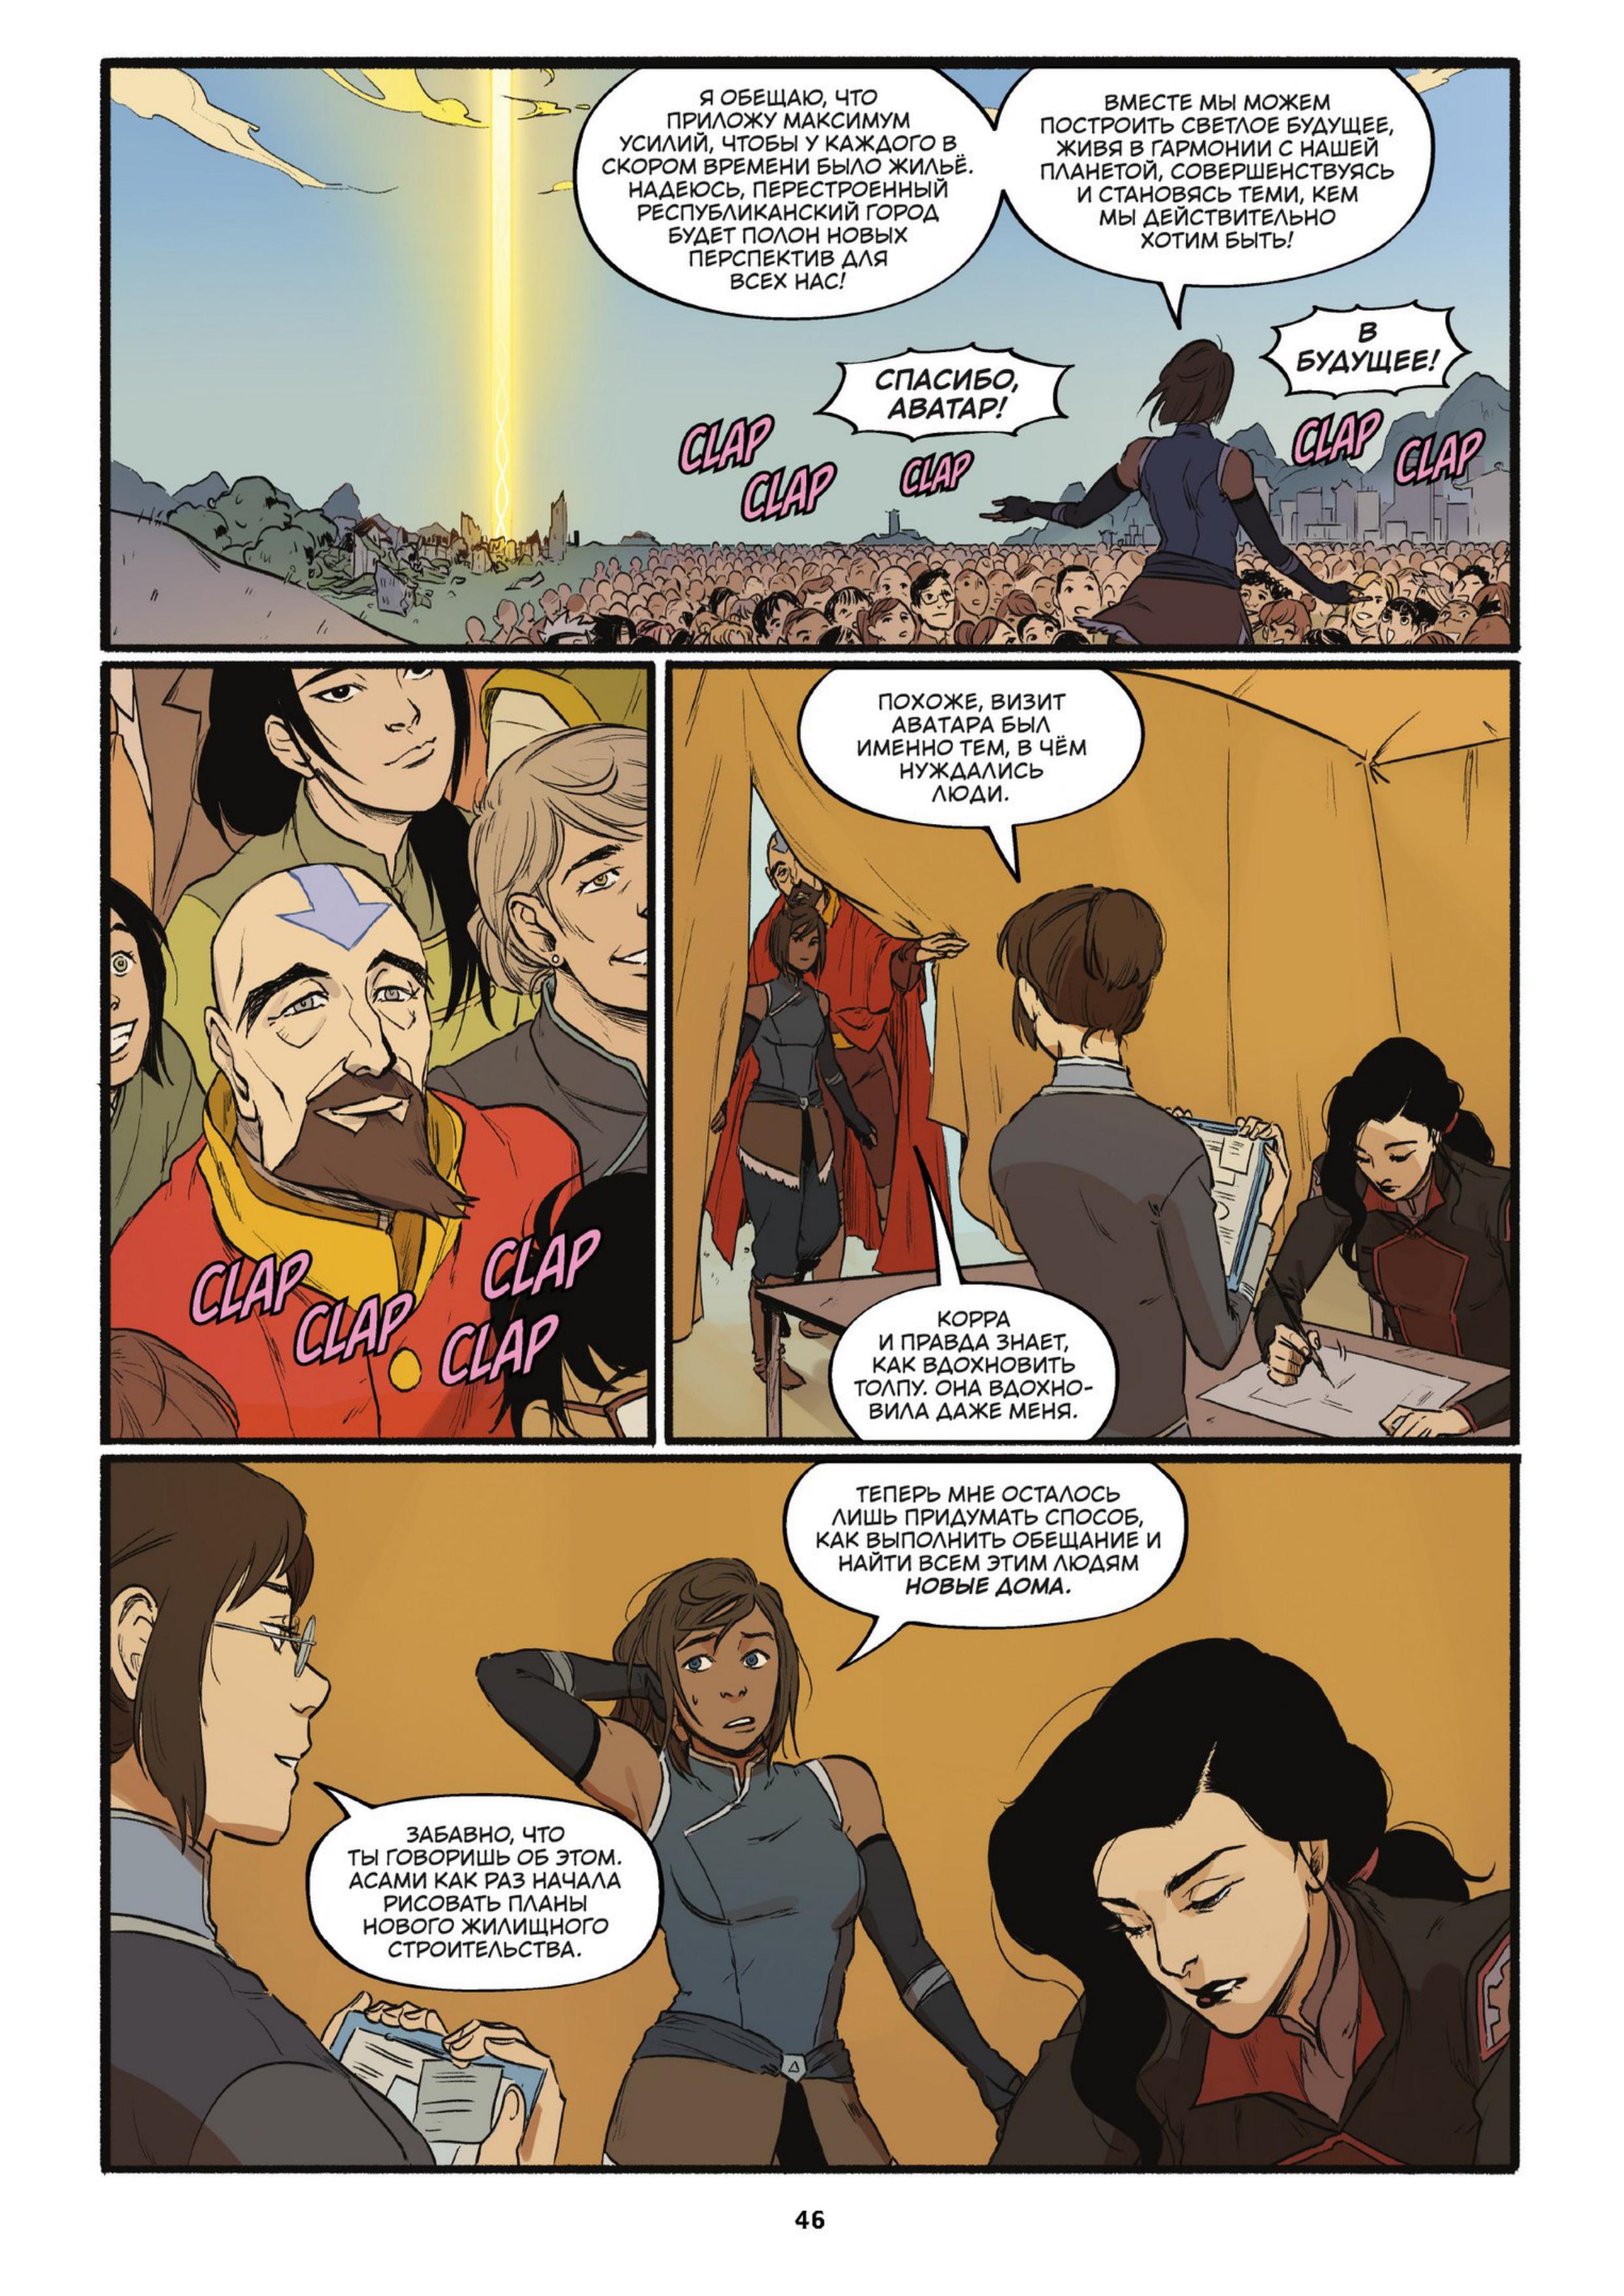 Я ОБЕЩАЮ, ЧТО
ПРИЛОЖУ МАКСИМУМ
УСИЛИЙ, ЧТОБЫ У КАЖДОГО В
СКОРОМ ВРЕМЕНИ БЫЛО ЖИЛЬЁ.
НАДЕЮСЬ, ПЕРЕСТРОЕННЫЙ
РЕСПУБЛИКАНСКИЙ ГОРОД
БУДЕТ ПОЛОН НОВЫХ
ПЕРСПЕКТИВ ДЛЯ
ВСЕХ НАС!
ВМЕСТЕ МЫ МОЖЕМ
ПОСТРОИТЬ СВЕТЛОЕ БУДУЩЕЕ,
ЖИВЯ В ГАРМОНИИ С НАШЕЙ
ПЛАНЕТОЙ, СОВЕРШЕНСТВУЯСЬ
И СТАНОВЯСЬ ТЕМИ, КЕМ
МЫ ДЕЙСТВИТЕЛЬНО
ХОТИМ БЫТЬ!
СПАСИБО,
АВАТАР!
В
БУДУЩЕЕ!
CLAP
CLAP
CLAP
CLAP
CLAP
CLAP
CLAP
CLAP
CLAP
ПОХОЖЕ, ВИЗИТ
АВАТАРА БЫЛ
ИМЕННО ТЕМ, В ЧЁМ
НУЖДАЛИСЬ
ЛЮДИ.
КОРРА
И ПРАВДА ЗНАЕТ,
КАК ВДОХНОВИТЬ
ТОЛПУ. ОНА ВДОХНО-
ВИЛА ДАЖЕ МЕНЯ.
ТЕПЕРЬ МНЕ ОСТАЛОСЬ
ЛИШЬ ПРИДУМАТЬ СПОСОБ,
КАК ВЫПОЛНИТЬ ОБЕЩАНИЕ И
НАЙТИ ВСЕМ ЭТИМ ЛЮДЯМ
НОВЫЕ ДОМА.
ЗАБАВНО, ЧТО
ТЫ ГОВОРИШЬ ОБ ЭТОМ.
АСАМИ КАК РАЗ НАЧАЛА
РИСОВАТЬ ПЛАНЫ
НОВОГО ЖИЛИЩНОГО
СТРОИТЕЛЬСТВА.
46